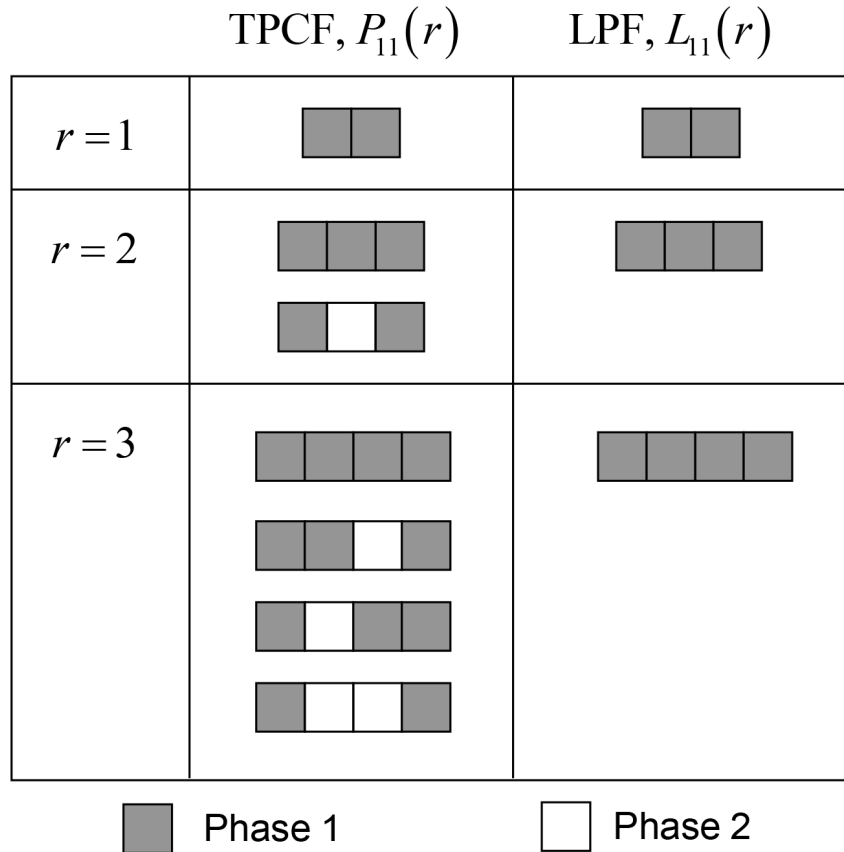 TPCF, P₁₁(r) LPF, L₁₁(r)
r = 1
r = 2
r = 3
Phase 1 Phase 2